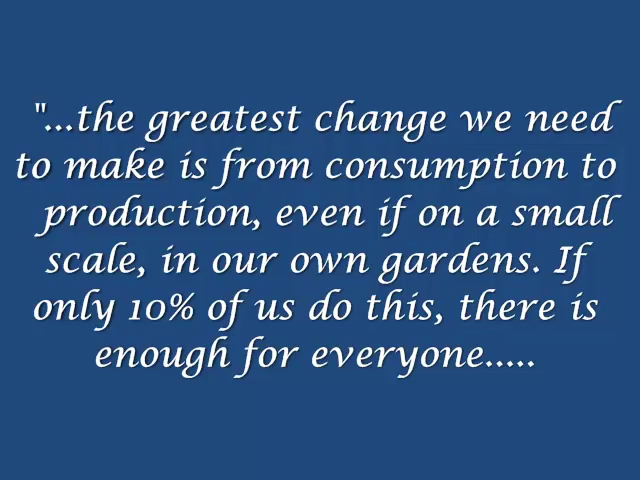 "...the greatest change we need
to make is from consumption to
production, even if on a small
scale, in our own gardens. If
only 10% of us do this, there is
enough for everyone.....